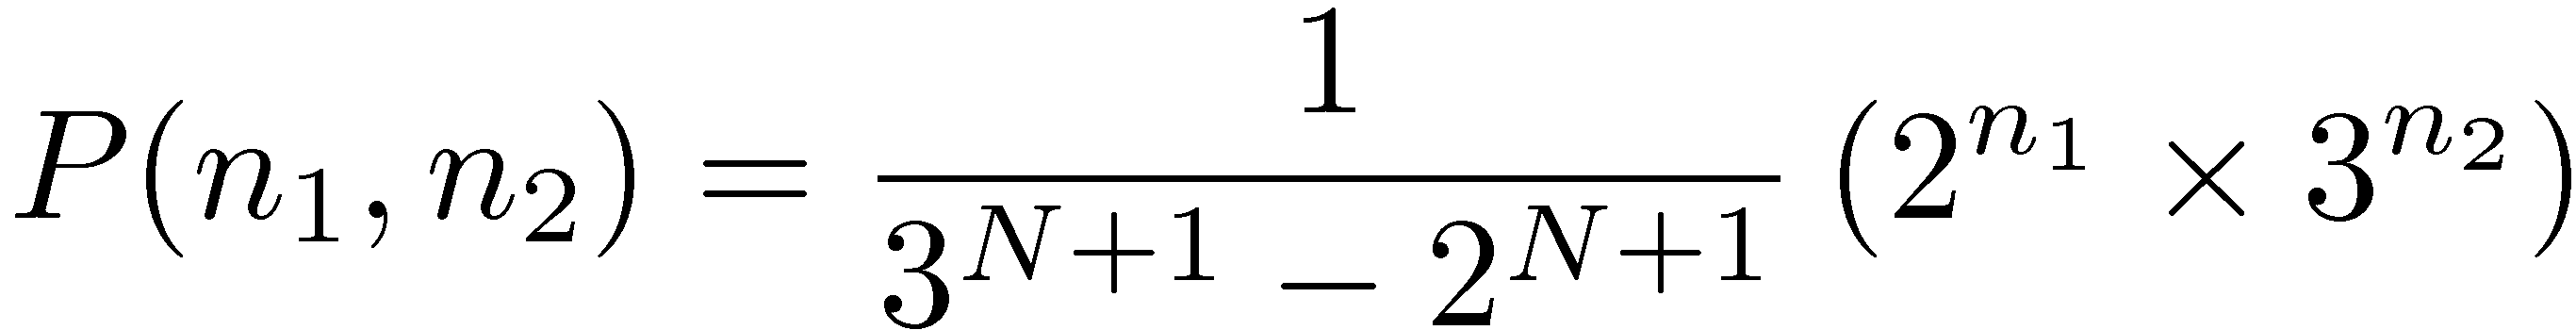 P(n_1, n_2) = \frac{1}{3^{N+1} - 2^{N+1}} (2^{n_1} \times 3^{n_2})